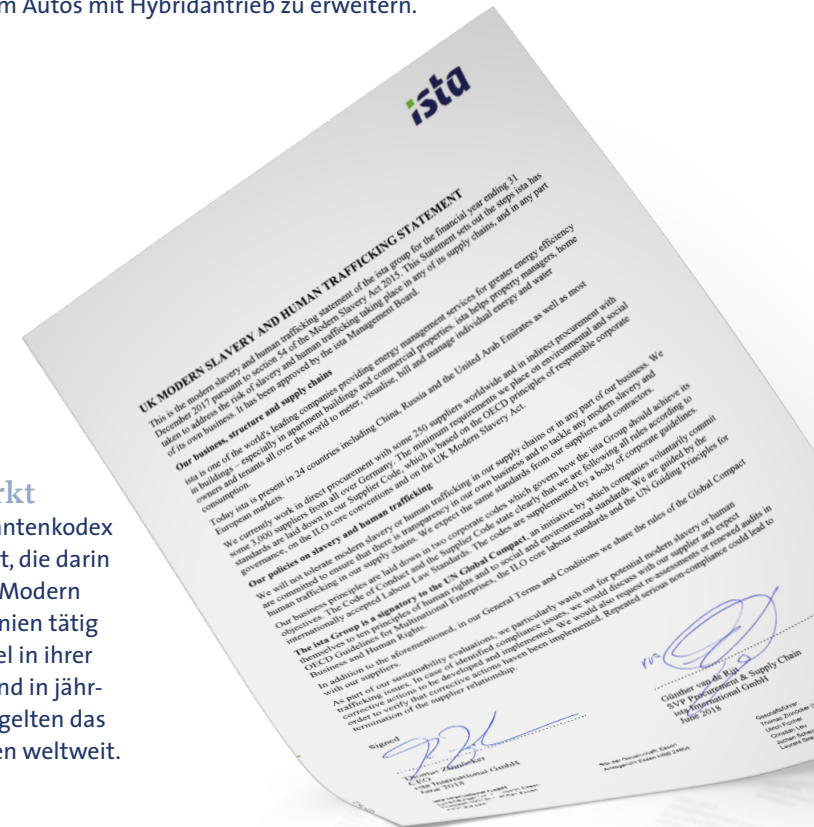 m Autos mit Hybridantrieb zu erweitern.
ista
UK MODERN SLAVERY AND HUMAN TRAFFICKING STATEMENT
This is the modern slavery and human trafficking statement of the ista group for the financial year ending 31
December 2017 pursuant to section 54 of the Modern Slavery Act 2015. This Statement sets out the steps ista has
taken to address the risk of slavery and human trafficking taking place in any of its supply chains, and in any part
of its own business. It has been approved by the ista Management Board.
Our business, structure and supply chains
ista is one of the world's leading companies providing energy management services for greater energy efficiency
in buildings – especially in apartment buildings and commercial properties. ista helps property managers, home
owners and tenants all over the world to meter, visualise, bill and manage individual energy and water
consumption.
Today ista is present in 24 countries including China, Russia and the United Arab Emirates as well as most
European markets.
We currently work in direct procurement with some 250 suppliers worldwide and in indirect procurement with
some 3,000 suppliers from all over Germany. The minimum requirements we place on environmental and social
standards are laid down in our Supplier Code, which is based on the OECD principles of responsible corporate
governance, on the ILO core conventions and on the UK Modern Slavery Act.
Our policies on slavery and human trafficking
We will not tolerate modern slavery or human trafficking in our supply chains or in any part of our business. We
are committed to ensure that there is transparency in our own business and to tackle any modern slavery and
human trafficking in our supply chains. We expect the same standards from our suppliers and contractors.
Our business principles are laid down in two corporate codes which govern how the ista Group should achieve its
objectives. The Code of Conduct and the Supplier Code state clearly that we are following all rules according to
internationally accepted Labour Law Standards. The codes are supplemented by a body of corporate guidelines.
The ista Group is a signatory to the UN Global Compact, an initiative by which companies voluntarily commit
themselves to ten principles of human rights and to social and environmental standards. We are guided by the
OECD Guidelines for Multinational Enterprises, the ILO core labour standards and the UN Guiding Principles for
Business and Human Rights.
In addition to the aforementioned, in our General Terms and Conditions we share the rules of the Global Compact
with our suppliers.
As part of our sustainability evaluations, we particularly watch out for potential modern slavery or human
trafficking issues. In case of identified compliance issues, we would discuss with our supplier and expect
corrective actions to be developed and implemented. We would also request re-assessments or renewed audits in
order to verify that corrective actions haven been implemented. Repeated serious non-compliance could lead to
termination of the supplier relationship.
Signed
Thomas Zinnöcker
CEO
ista International GmbH
June 2018
Günther van de Rijt
SVP Procurement & Supply Chain
ista International GmbH
June 2018
Sitz der Gesellschaft: Essen
Amtsgericht Essen HRB
Geschäftsführer:
Thomas Zinnöcker
Ulrich Fischer
Christian Leu
Jochen
rkt
antenkodex
t, die darin
Modern
nien tätig
el in ihrer
nd in jähr-
gelten das
en weltweit.